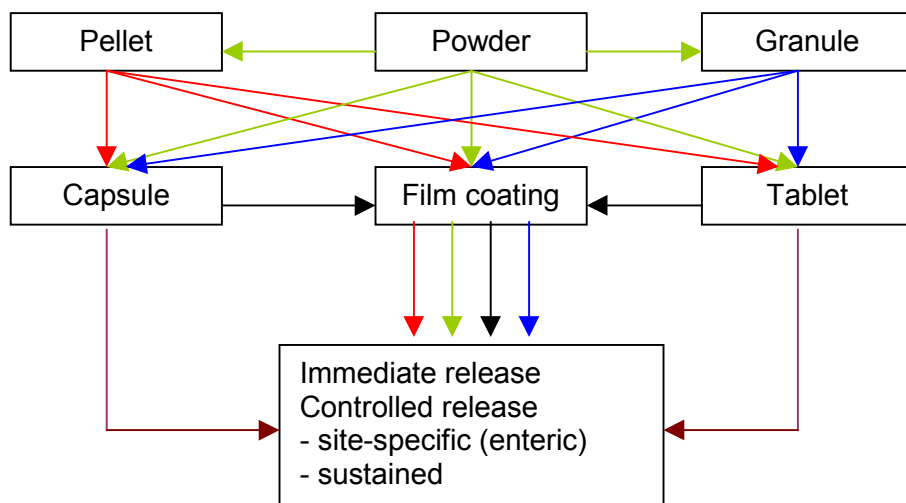 Pellet
Powder
Granule
Capsule
Film coating
Tablet
Immediate release
Controlled release
- site-specific (enteric)
- sustained